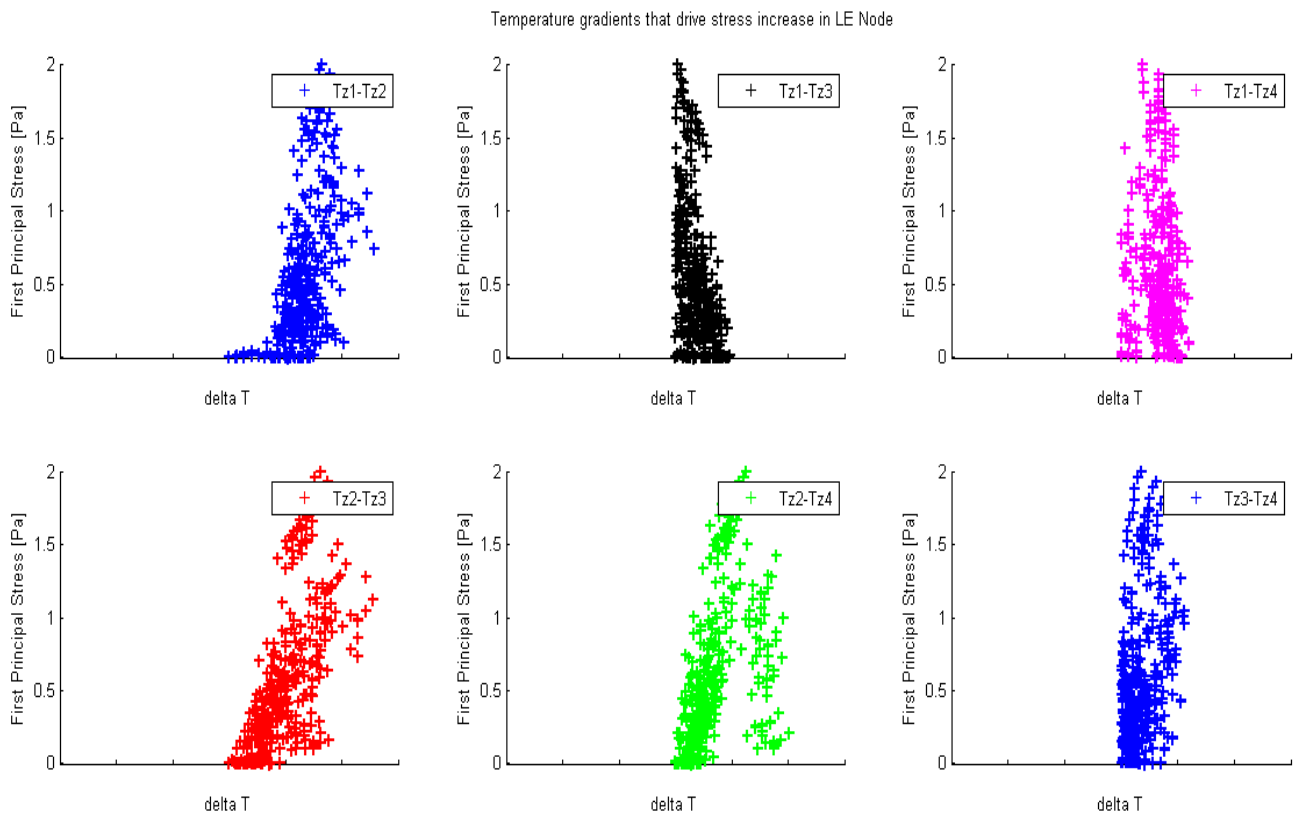 Temperature gradients that drive stress increase in LE Node
2
1.5
1
0.5
0
First Principal Stress [Pa]
Tz1-Tz2
delta T
2
1.5
1
0.5
0
First Principal Stress [Pa]
Tz1-Tz3
delta T
2
1.5
1
0.5
0
First Principal Stress [Pa]
Tz1-Tz4
delta T
2
1.5
1
0.5
0
First Principal Stress [Pa]
Tz2-Tz3
delta T
2
1.5
1
0.5
0
First Principal Stress [Pa]
Tz2-Tz4
delta T
2
1.5
1
0.5
0
First Principal Stress [Pa]
Tz3-Tz4
delta T